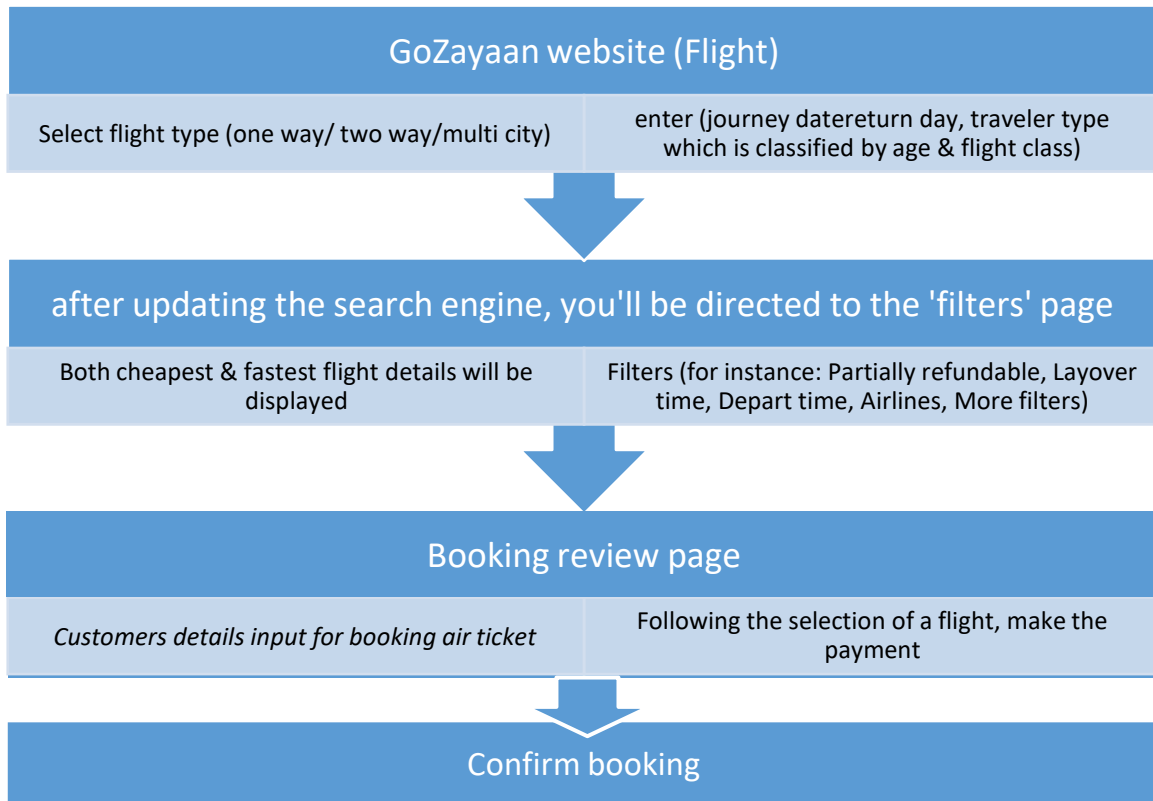 GoZayaan website (Flight)
Select flight type (one way/ two way/multi city)
enter (journey datereturn day, traveler type
which is classified by age & flight class)
after updating the search engine, you'll be directed to the 'filters' page
Both cheapest & fastest flight details will be
displayed
Filters (for instance: Partially refundable, Layover
time, Depart time, Airlines, More filters)
Booking review page
Customers details input for booking air ticket
Following the selection of a flight, make the
payment
Confirm booking